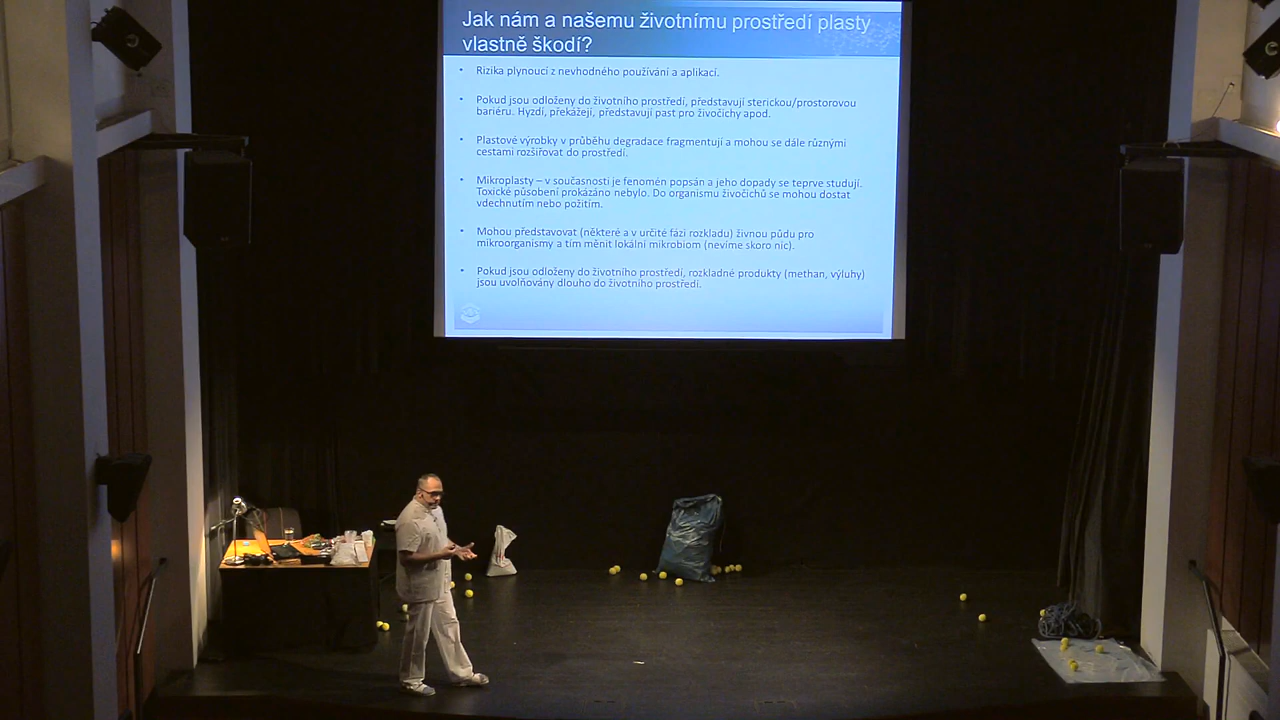 Jak nám a našemu životnímu prostředí plasty
vlastně škodí?
• Rizika plynoucí z nevhodného používání a aplikací.
• Pokud jsou odloženy do životního prostředí, představují sterickou/prostorovou
bariéru. Hyzdí, překážejí, představují past pro živočichy apod.
• Plastové výrobky v průběhu degradace fragmentují a mohou se dále různými
cestami rozšiřovat do prostředí.
• Mikroplasty – v současnosti je fenomén popsán a jeho dopady se teprve studují.
Toxické působení prokázáno nebylo. Do organismu živočichů se mohou dostat
vdechnutím nebo požitím.
• Mohou představovat (některé a v určité fázi rozkladu) živnou půdu pro
mikroorganismy a tím měnit lokální mikrobiom (nevíme skoro nic).
• Pokud jsou odloženy do životního prostředí, rozkladné produkty (methan, výluhy)
jsou uvolňovány dlouho do životního prostředí.